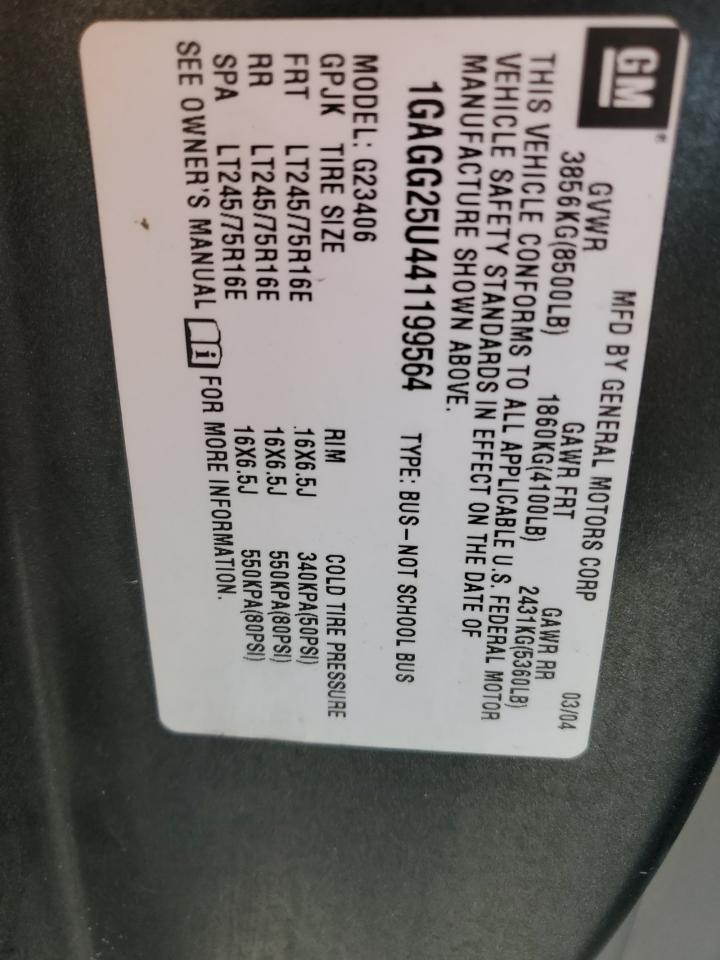 GM®
MFD BY GENERAL MOTORS CORP 03/04
GVWR GAWR FRT GAWR RR
3856KG(8500LB) 1860KG(4100LB) 2431KG(5360LB)
THIS VEHICLE CONFORMS TO ALL APPLICABLE U.S. FEDERAL MOTOR
VEHICLE SAFETY STANDARDS IN EFFECT ON THE DATE OF
MANUFACTURE SHOWN ABOVE.
1GAGG25U441199564 TYPE: BUS-NOT SCHOOL BUS
MODEL: G23406
GPJK TIRE SIZE RIM COLD TIRE PRESSURE
FRT LT245/75R16E 16X6.5J 340KPA(50PSI)
RR LT245/75R16E 16X6.5J 550KPA(80PSI)
SPA LT245/75R16E 16X6.5J 550KPA(80PSI)
SEE OWNER'S MANUAL i FOR MORE INFORMATION.